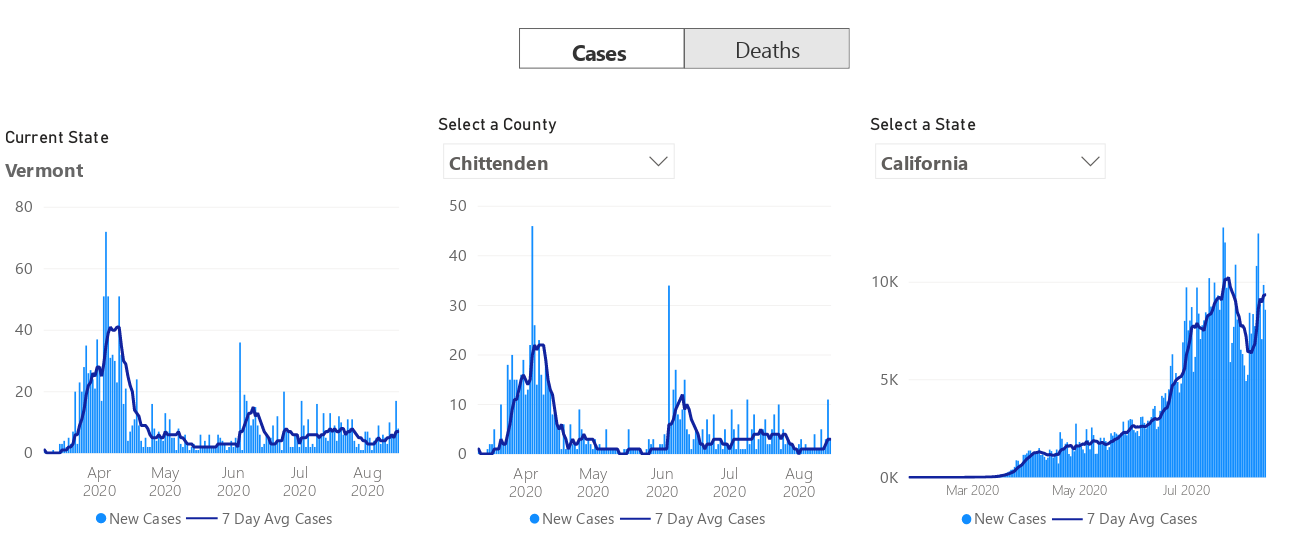 Cases Deaths
Current State
Vermont
80
60
40
20
0
Apr 2020
May 2020
Jun 2020
Jul 2020
Aug 2020
New Cases 7 Day Avg Cases
Select a County
Chittenden
50
40
30
20
10
0
Apr 2020
May 2020
Jun 2020
Jul 2020
Aug 2020
New Cases 7 Day Avg Cases
Select a State
California
10K
5K
0K
Mar 2020 May 2020 Jul 2020
New Cases 7 Day Avg Cases